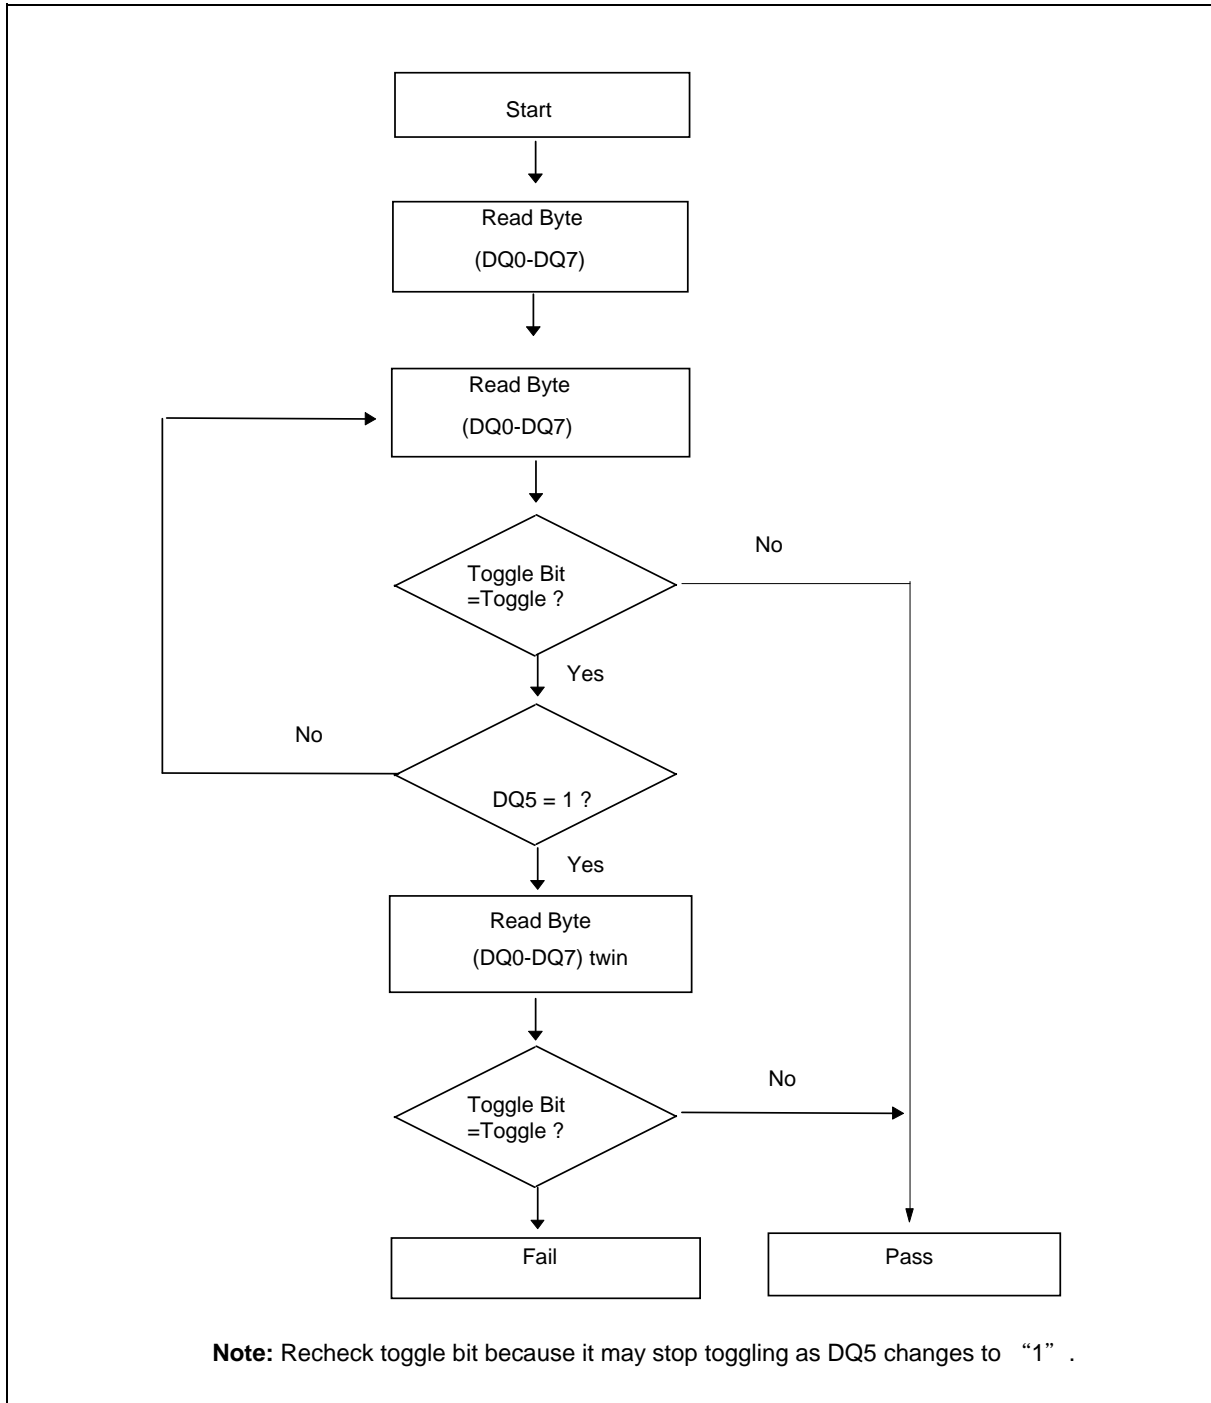 Start
Read Byte
(DQ0-DQ7)
Read Byte
(DQ0-DQ7)
Toggle Bit
=Toggle ?
No
Yes
No
DQ5 = 1 ?
Yes
Read Byte
(DQ0-DQ7) twin
Toggle Bit
=Toggle ?
No
Fail
Pass
Note: Recheck toggle bit because it may stop toggling as DQ5 changes to “1” .